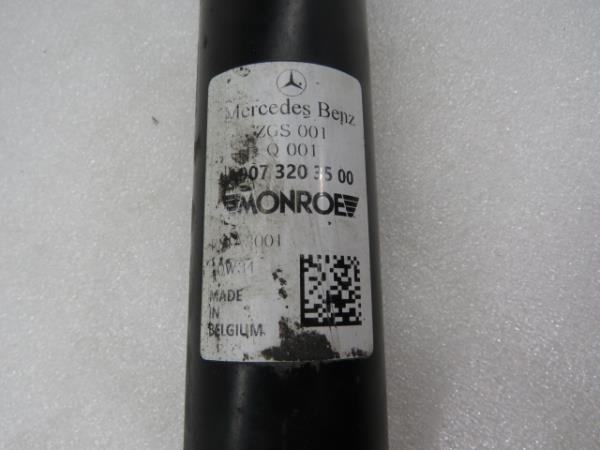 Mercedes Benz
ZGS 001
Q 001
907 320 35 00
MONROE
MADE
IN
BELGIUM